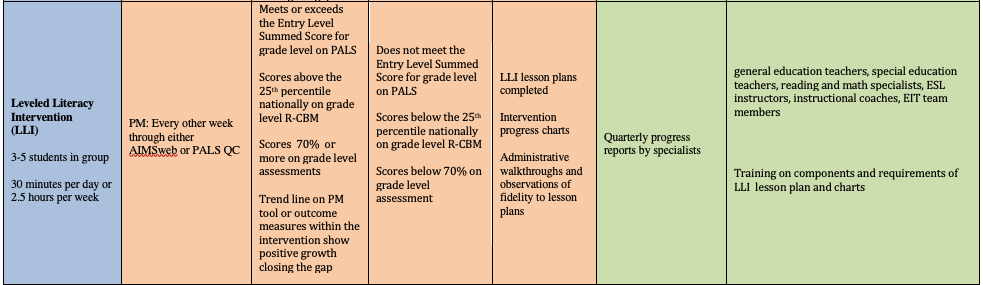 Leveled Literacy
Intervention
(LLI)
3-5 students in group
30 minutes per day or
2.5 hours per week
PM: Every other week
through either
AIMSweb or PALS QC
Meets or exceeds
the Entry Level
Summed Score for
grade level on PALS
Scores above the
25th percentile
nationally on grade
level R-CBM
Scores 70% or
more on grade level
assessments
Trend line on PM
tool or outcome
measures within the
intervention show
positive growth
closing the gap
Does not meet the
Entry Level Summed
Score for grade level
on PALS
Scores below the 25th
percentile nationally
on grade level R-CBM
Scores below 70% on
grade level
assessment
LLI lesson plans
completed
Intervention
progress charts
Administrative
walkthroughs and
observations of
fidelity to lesson
plans
Quarterly progress
reports by specialists
general education teachers, special education
teachers, reading and math specialists, ESL
instructors, instructional coaches, EIT team
members
Training on components and requirements of
LLI lesson plan and charts